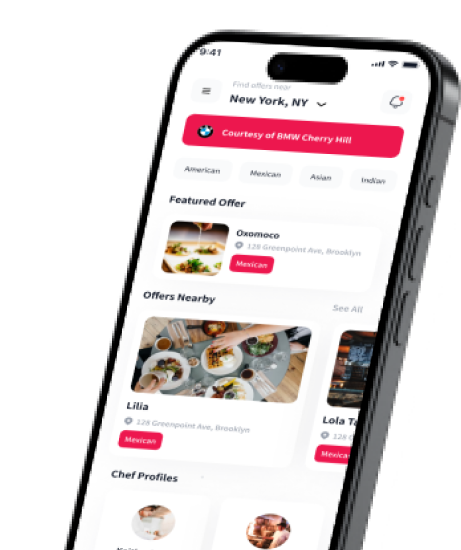 9:41
Find offers near
New York, NY
Courtesy of BMW Cherry Hill
American
Mexican
Asian
Indian
Featured Offer
Oxomoco
128 Greenpoint Ave, Brooklyn
Mexican
Offers Nearby
See All
Lilia
128 Greenpoint Ave, Brooklyn
Mexican
Lola Ta
128 G
Mexica
Chef Profiles